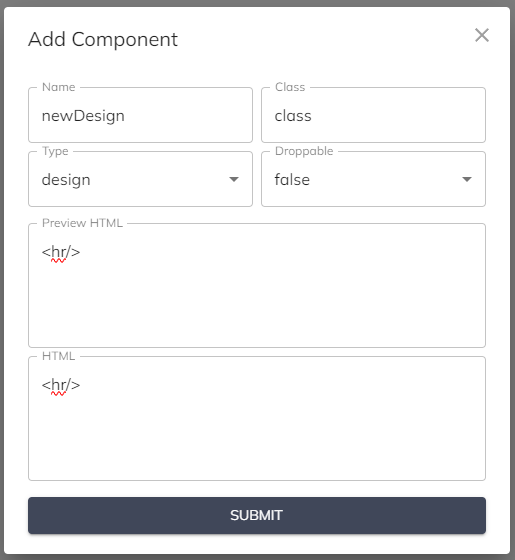 Add Component
Name
Class
newDesign
class
Type
Droppable
design
false
Preview HTML
<hr/>
HTML
<hr/>
SUBMIT